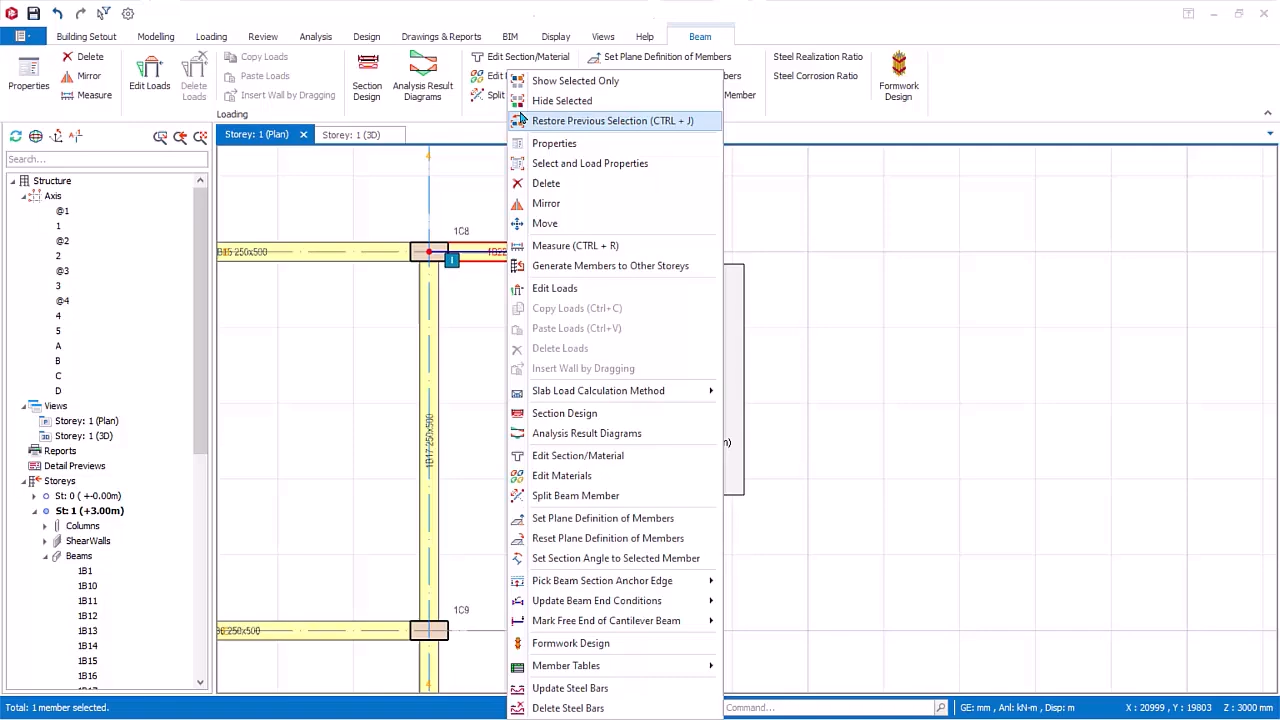 Building Setout Modelling Loading Review Analysis Design Drawings & Reports BIM Display Views Help Beam
Properties
Delete
Mirror
Measure
Edit Loads
Delete
Loads
Copy Loads
Paste Loads
Insert Wall by Dragging
Loading
Section
Design
Analysis Result
Diagrams
Edit Section/Material
Edit
Split
Set Plane Definition of Members
Member
Steel Realization Ratio
Steel Corrosion Ratio
Formwork
Design
Storey: 1 (Plan)
Storey: 1 (3D)
Search...
Structure
Axis
@1
1
@2
2
@3
3
@4
4
5
A
B
C
D
Views
Storey: 1 (Plan)
Storey: 1 (3D)
Reports
Detail Previews
Storeys
St: 0 ( +-0.00m)
St: 1 (+3.00m)
Columns
ShearWalls
Beams
1B1
1B10
1B11
1B12
1B13
1B14
1B15
1B16
4
1C8
250x500
1B17 250x500
1C9
250x500
4
Show Selected Only
Hide Selected
Restore Previous Selection (CTRL + J)
Properties
Select and Load Properties
Delete
Mirror
Move
Measure (CTRL + R)
Generate Members to Other Storeys
Edit Loads
Copy Loads (Ctrl+C)
Paste Loads (Ctrl+V)
Delete Loads
Insert Wall by Dragging
Slab Load Calculation Method
Section Design
Analysis Result Diagrams
Edit Section/Material
Edit Materials
Split Beam Member
Set Plane Definition of Members
Reset Plane Definition of Members
Set Section Angle to Selected Member
Pick Beam Section Anchor Edge
Update Beam End Conditions
Mark Free End of Cantilever Beam
Formwork Design
Member Tables
Update Steel Bars
Delete Steel Bars
Total: 1 member selected.
Command...
GE: mm , Anl: kN-m , Disp: m
X : 20999 , Y : 19803
Z : 3000 mm